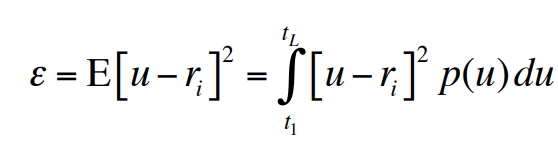 ε = E[u − r_i]^2 = ∫_{t_1}^{t_L} [u − r_i]^2 p(u) du